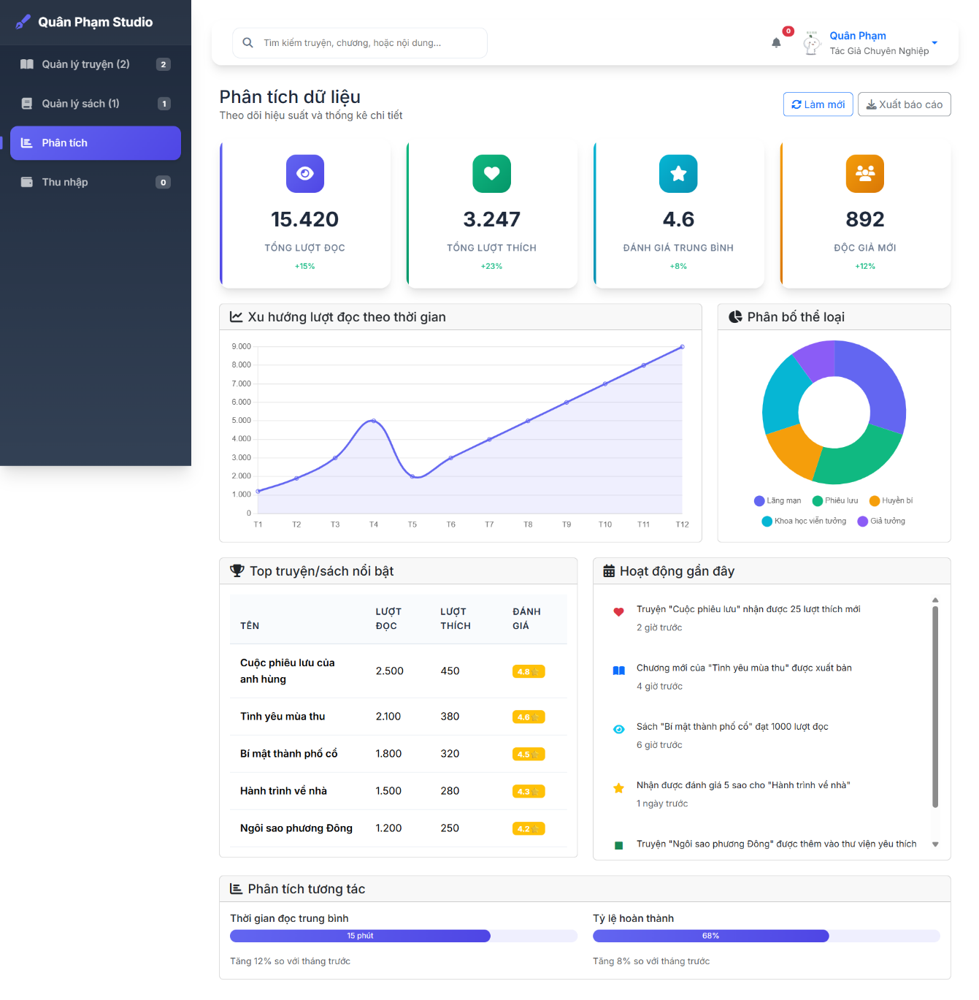 Quân Phạm Studio
Quản lý truyện (2)
2
Quản lý sách (1)
1
Phân tích
Thu nhập
0
Tìm kiếm truyện, chương, hoặc nội dung...
0
Quân Phạm
Tác Giả Chuyên Nghiệp
Phân tích dữ liệu
Theo dõi hiệu suất và thống kê chi tiết
Làm mới
Xuất báo cáo
15.420
TỔNG LƯỢT ĐỌC
+15%
3.247
TỔNG LƯỢT THÍCH
+23%
4.6
ĐÁNH GIÁ TRUNG BÌNH
+8%
892
ĐỘC GIẢ MỚI
+12%
Xu hướng lượt đọc theo thời gian
9.000
8.000
7.000
6.000
5.000
4.000
3.000
2.000
1.000
0
T1 T2 T3 T4 T5 T6 T7 T8 T9 T10 T11 T12
Phân bố thể loại
Lãng mạn Phiêu lưu Huyền bí
Khoa học viễn tưởng Giả tưởng
Top truyện/sách nổi bật
TÊN LƯỢT ĐỌC LƯỢT THÍCH ĐÁNH GIÁ
Cuộc phiêu lưu của anh hùng 2.500 450 4.8
Tình yêu mùa thu 2.100 380 4.6
Bí mật thành phố cổ 1.800 320 4.5
Hành trình về nhà 1.500 280 4.3
Ngôi sao phương Đông 1.200 250 4.2
Hoạt động gần đây
Truyện "Cuộc phiêu lưu" nhận được 25 lượt thích mới
2 giờ trước
Chương mới của "Tình yêu mùa thu" được xuất bản
4 giờ trước
Sách "Bí mật thành phố cổ" đạt 1000 lượt đọc
6 giờ trước
Nhận được đánh giá 5 sao cho "Hành trình về nhà"
1 ngày trước
Truyện "Ngôi sao phương Đông" được thêm vào thư viện yêu thích
Phân tích tương tác
Thời gian đọc trung bình
15 phút
Tăng 12% so với tháng trước
Tỷ lệ hoàn thành
68%
Tăng 8% so với tháng trước